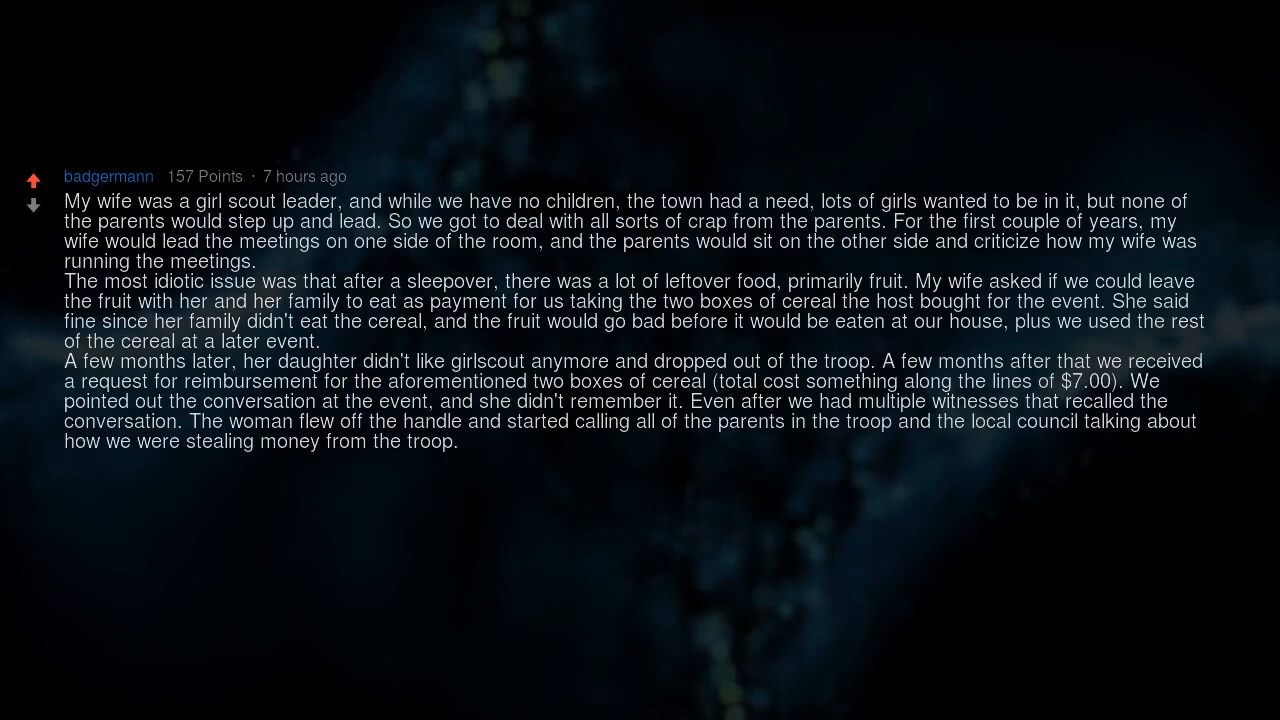 badgermann 157 Points · 7 hours ago
My wife was a girl scout leader, and while we have no children, the town had a need, lots of girls wanted to be in it, but none of
the parents would step up and lead. So we got to deal with all sorts of crap from the parents. For the first couple of years, my
wife would lead the meetings on one side of the room, and the parents would sit on the other side and criticize how my wife was
running the meetings.
The most idiotic issue was that after a sleepover, there was a lot of leftover food, primarily fruit. My wife asked if we could leave
the fruit with her and her family to eat as payment for us taking the two boxes of cereal the host bought for the event. She said
fine since her family didn't eat the cereal, and the fruit would go bad before it would be eaten at our house, plus we used the rest
of the cereal at a later event.
A few months later, her daughter didn't like girlscout anymore and dropped out of the troop. A few months after that we received
a request for reimbursement for the aforementioned two boxes of cereal (total cost something along the lines of $7.00). We
pointed out the conversation at the event, and she didn't remember it. Even after we had multiple witnesses that recalled the
conversation. The woman flew off the handle and started calling all of the parents in the troop and the local council talking about
how we were stealing money from the troop.